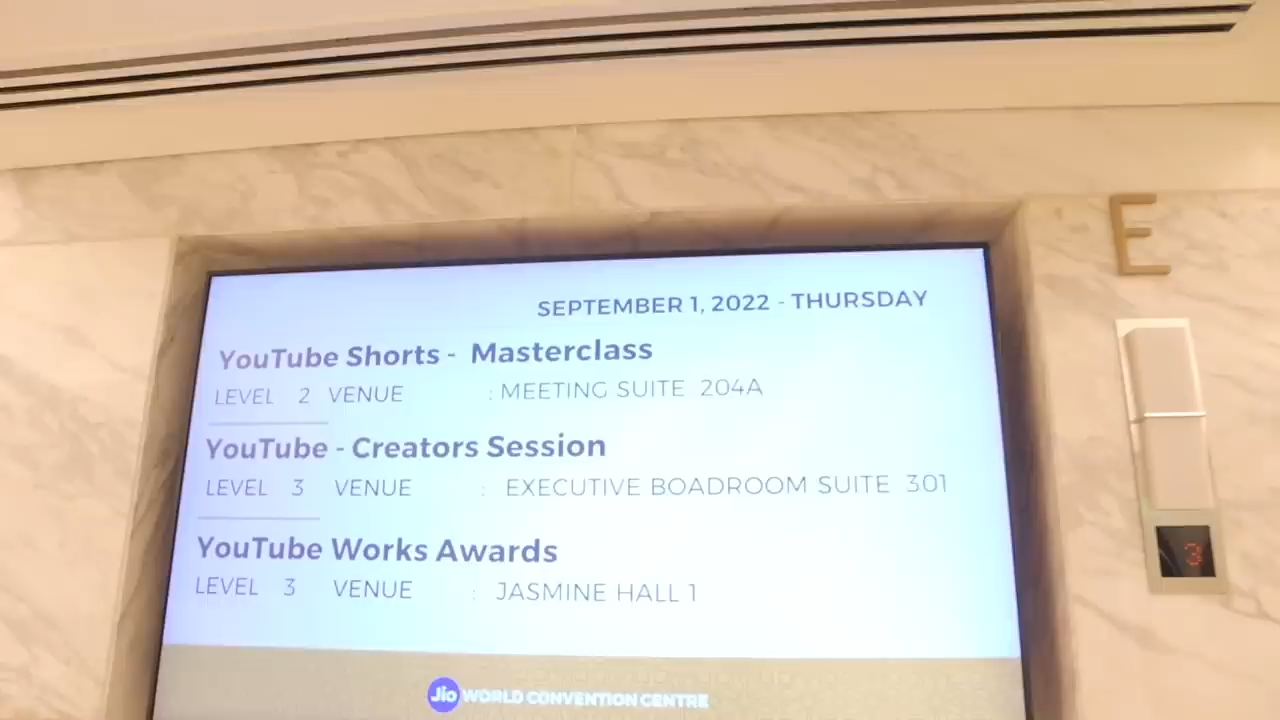 E
SEPTEMBER 1, 2022 - THURSDAY
YouTube Shorts - Masterclass
LEVEL 2 VENUE : MEETING SUITE 204A
YouTube - Creators Session
LEVEL 3 VENUE : EXECUTIVE BOADROOM SUITE 301
YouTube Works Awards
LEVEL 3 VENUE : JASMINE HALL 1
3
Jio WORLD CONVENTION CENTRE